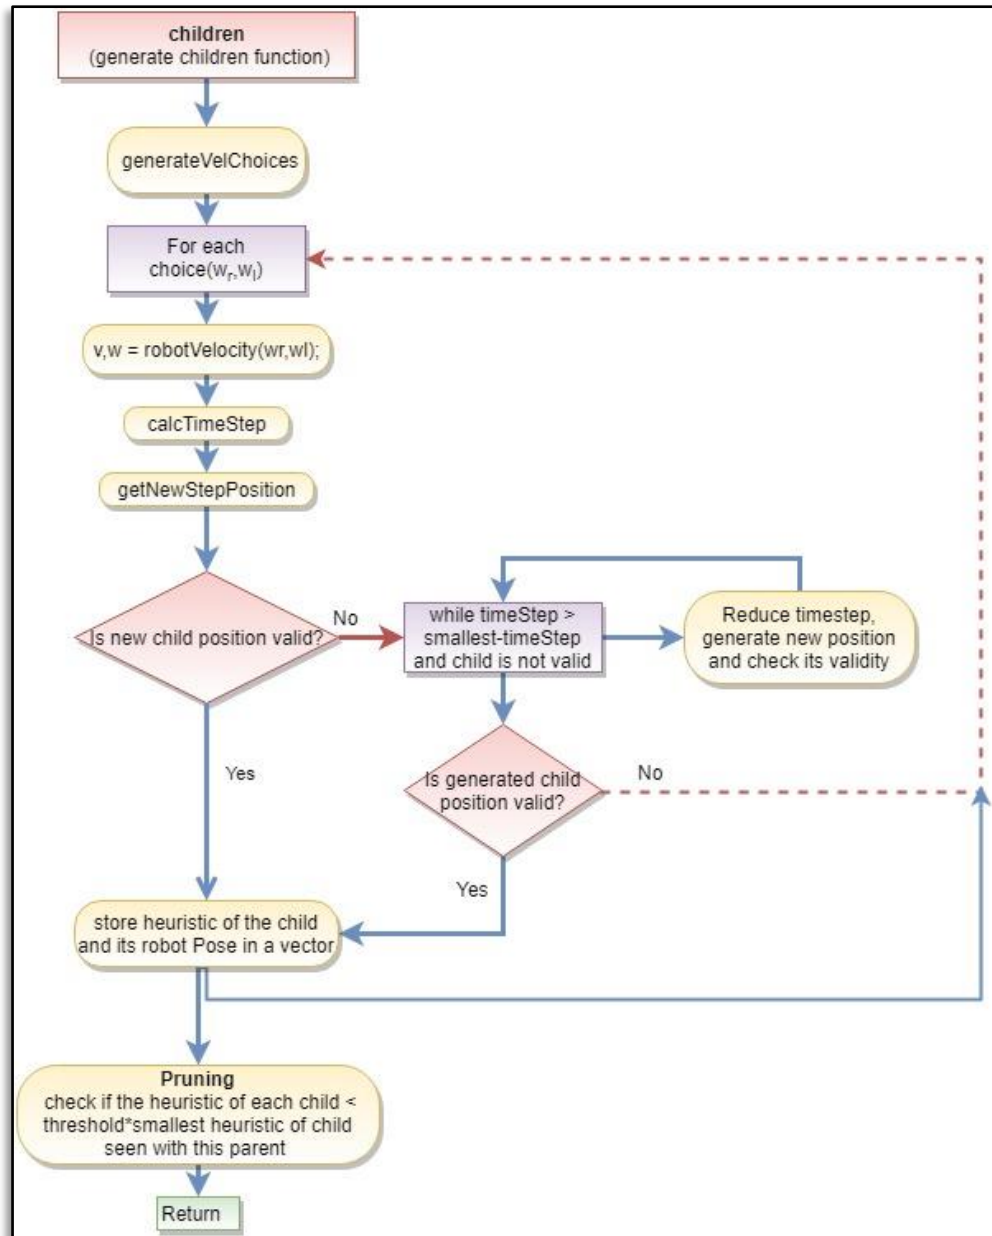 children
(generate children function)
generateVelChoices
For each
choice(wr,wl)
v,w = robotVelocity(wr,wl);
calcTimeStep
getNewStepPosition
Is new child position valid?
No
while timeStep >
smallest-timeStep
and child is not valid
Reduce timestep,
generate new position
and check its validity
Yes
Is generated child
position valid?
No
Yes
store heuristic of the child
and its robot Pose in a vector
Pruning
check if the heuristic of each child <
threshold*smallest heuristic of child
seen with this parent
Return